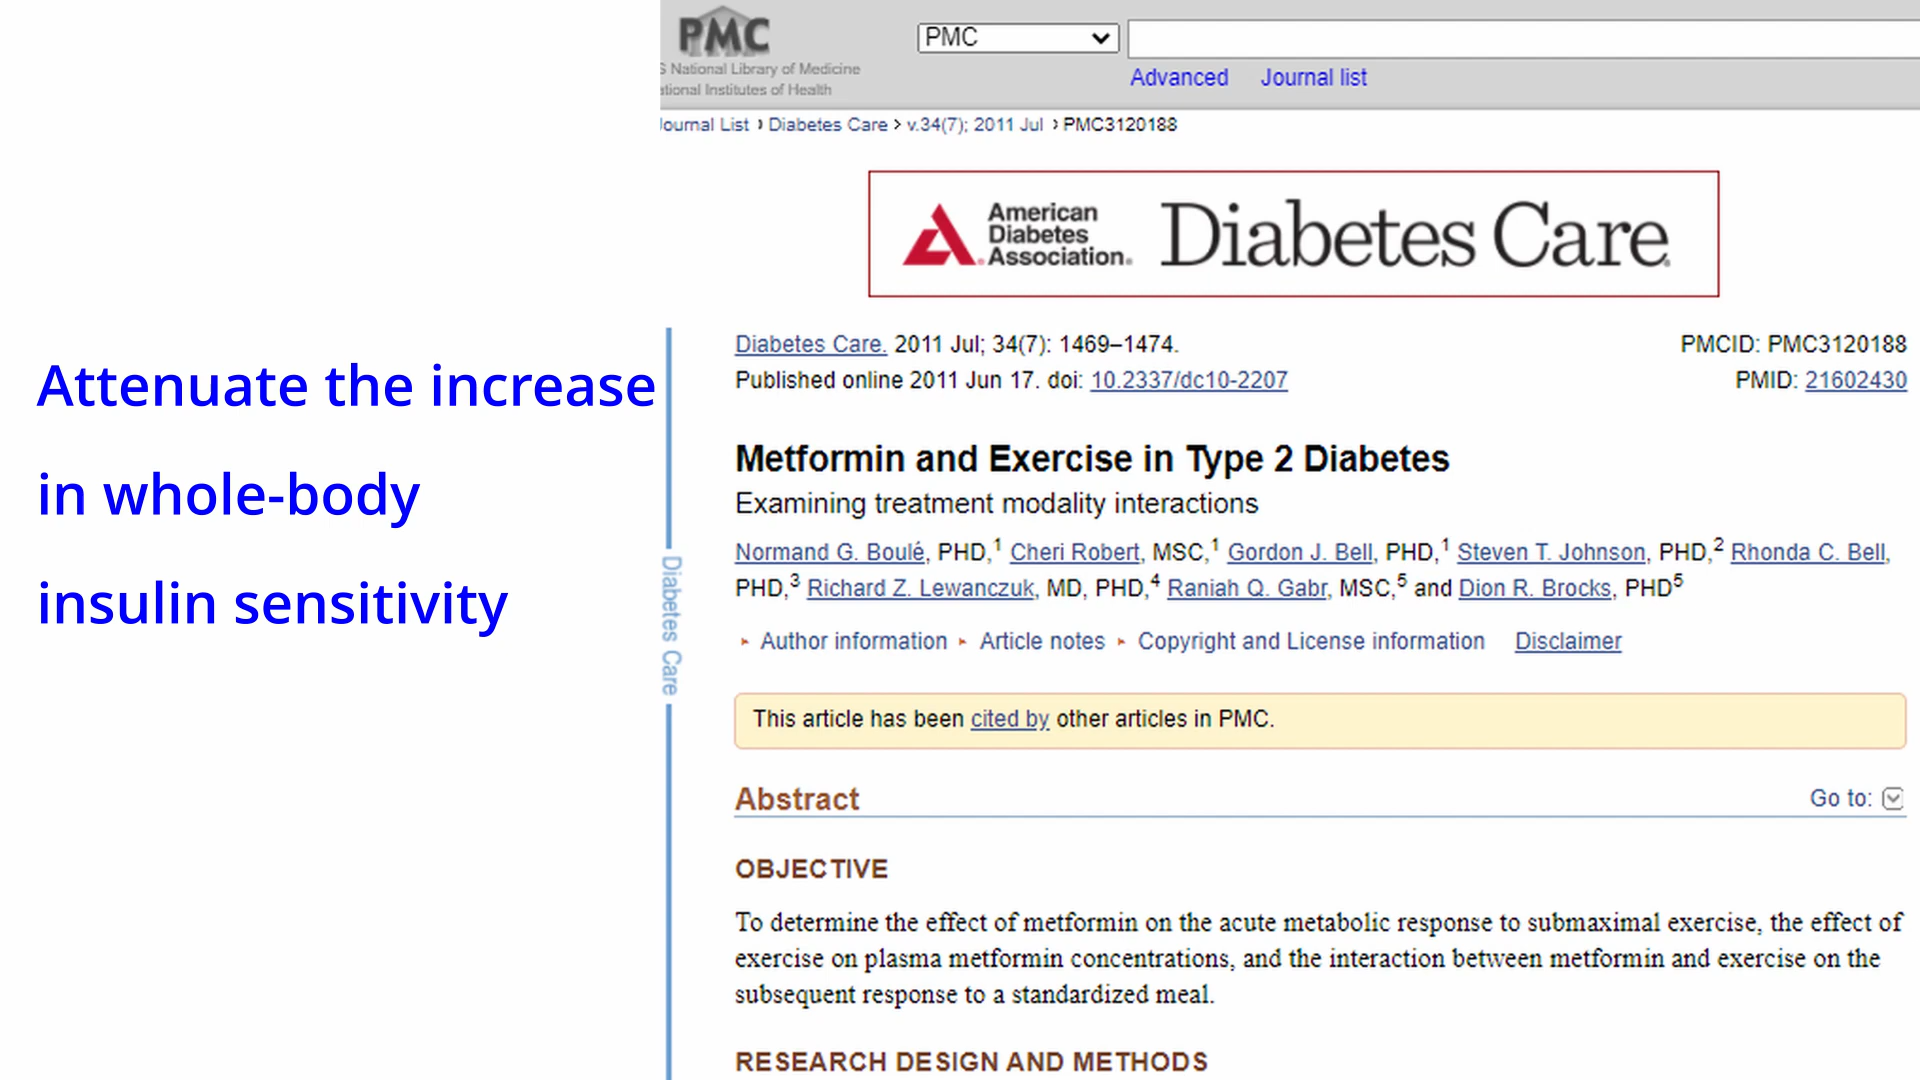 PMC
PMC
S National Library of Medicine
ational Institutes of Health
Advanced Journal list
Journal List › Diabetes Care > v.34(7); 2011 Jul › PMC3120188
American
Diabetes
Association. Diabetes Care
Attenuate the increase
in whole-body
insulin sensitivity
Diabetes Care
Diabetes Care. 2011 Jul; 34(7): 1469–1474. PMCID: PMC3120188
Published online 2011 Jun 17. doi: 10.2337/dc10-2207 PMID: 21602430
Metformin and Exercise in Type 2 Diabetes
Examining treatment modality interactions
Normand G. Boulé, PHD,1 Cheri Robert, MSC,1 Gordon J. Bell, PHD,1 Steven T. Johnson, PHD,2 Rhonda C. Bell,
PHD,3 Richard Z. Lewanczuk, MD, PHD,4 Raniah Q. Gabr, MSC,5 and Dion R. Brocks, PHD5
Author information Article notes Copyright and License information Disclaimer
This article has been cited by other articles in PMC.
Abstract Go to:
OBJECTIVE
To determine the effect of metformin on the acute metabolic response to submaximal exercise, the effect of
exercise on plasma metformin concentrations, and the interaction between metformin and exercise on the
subsequent response to a standardized meal.
RESEARCH DESIGN AND METHODS